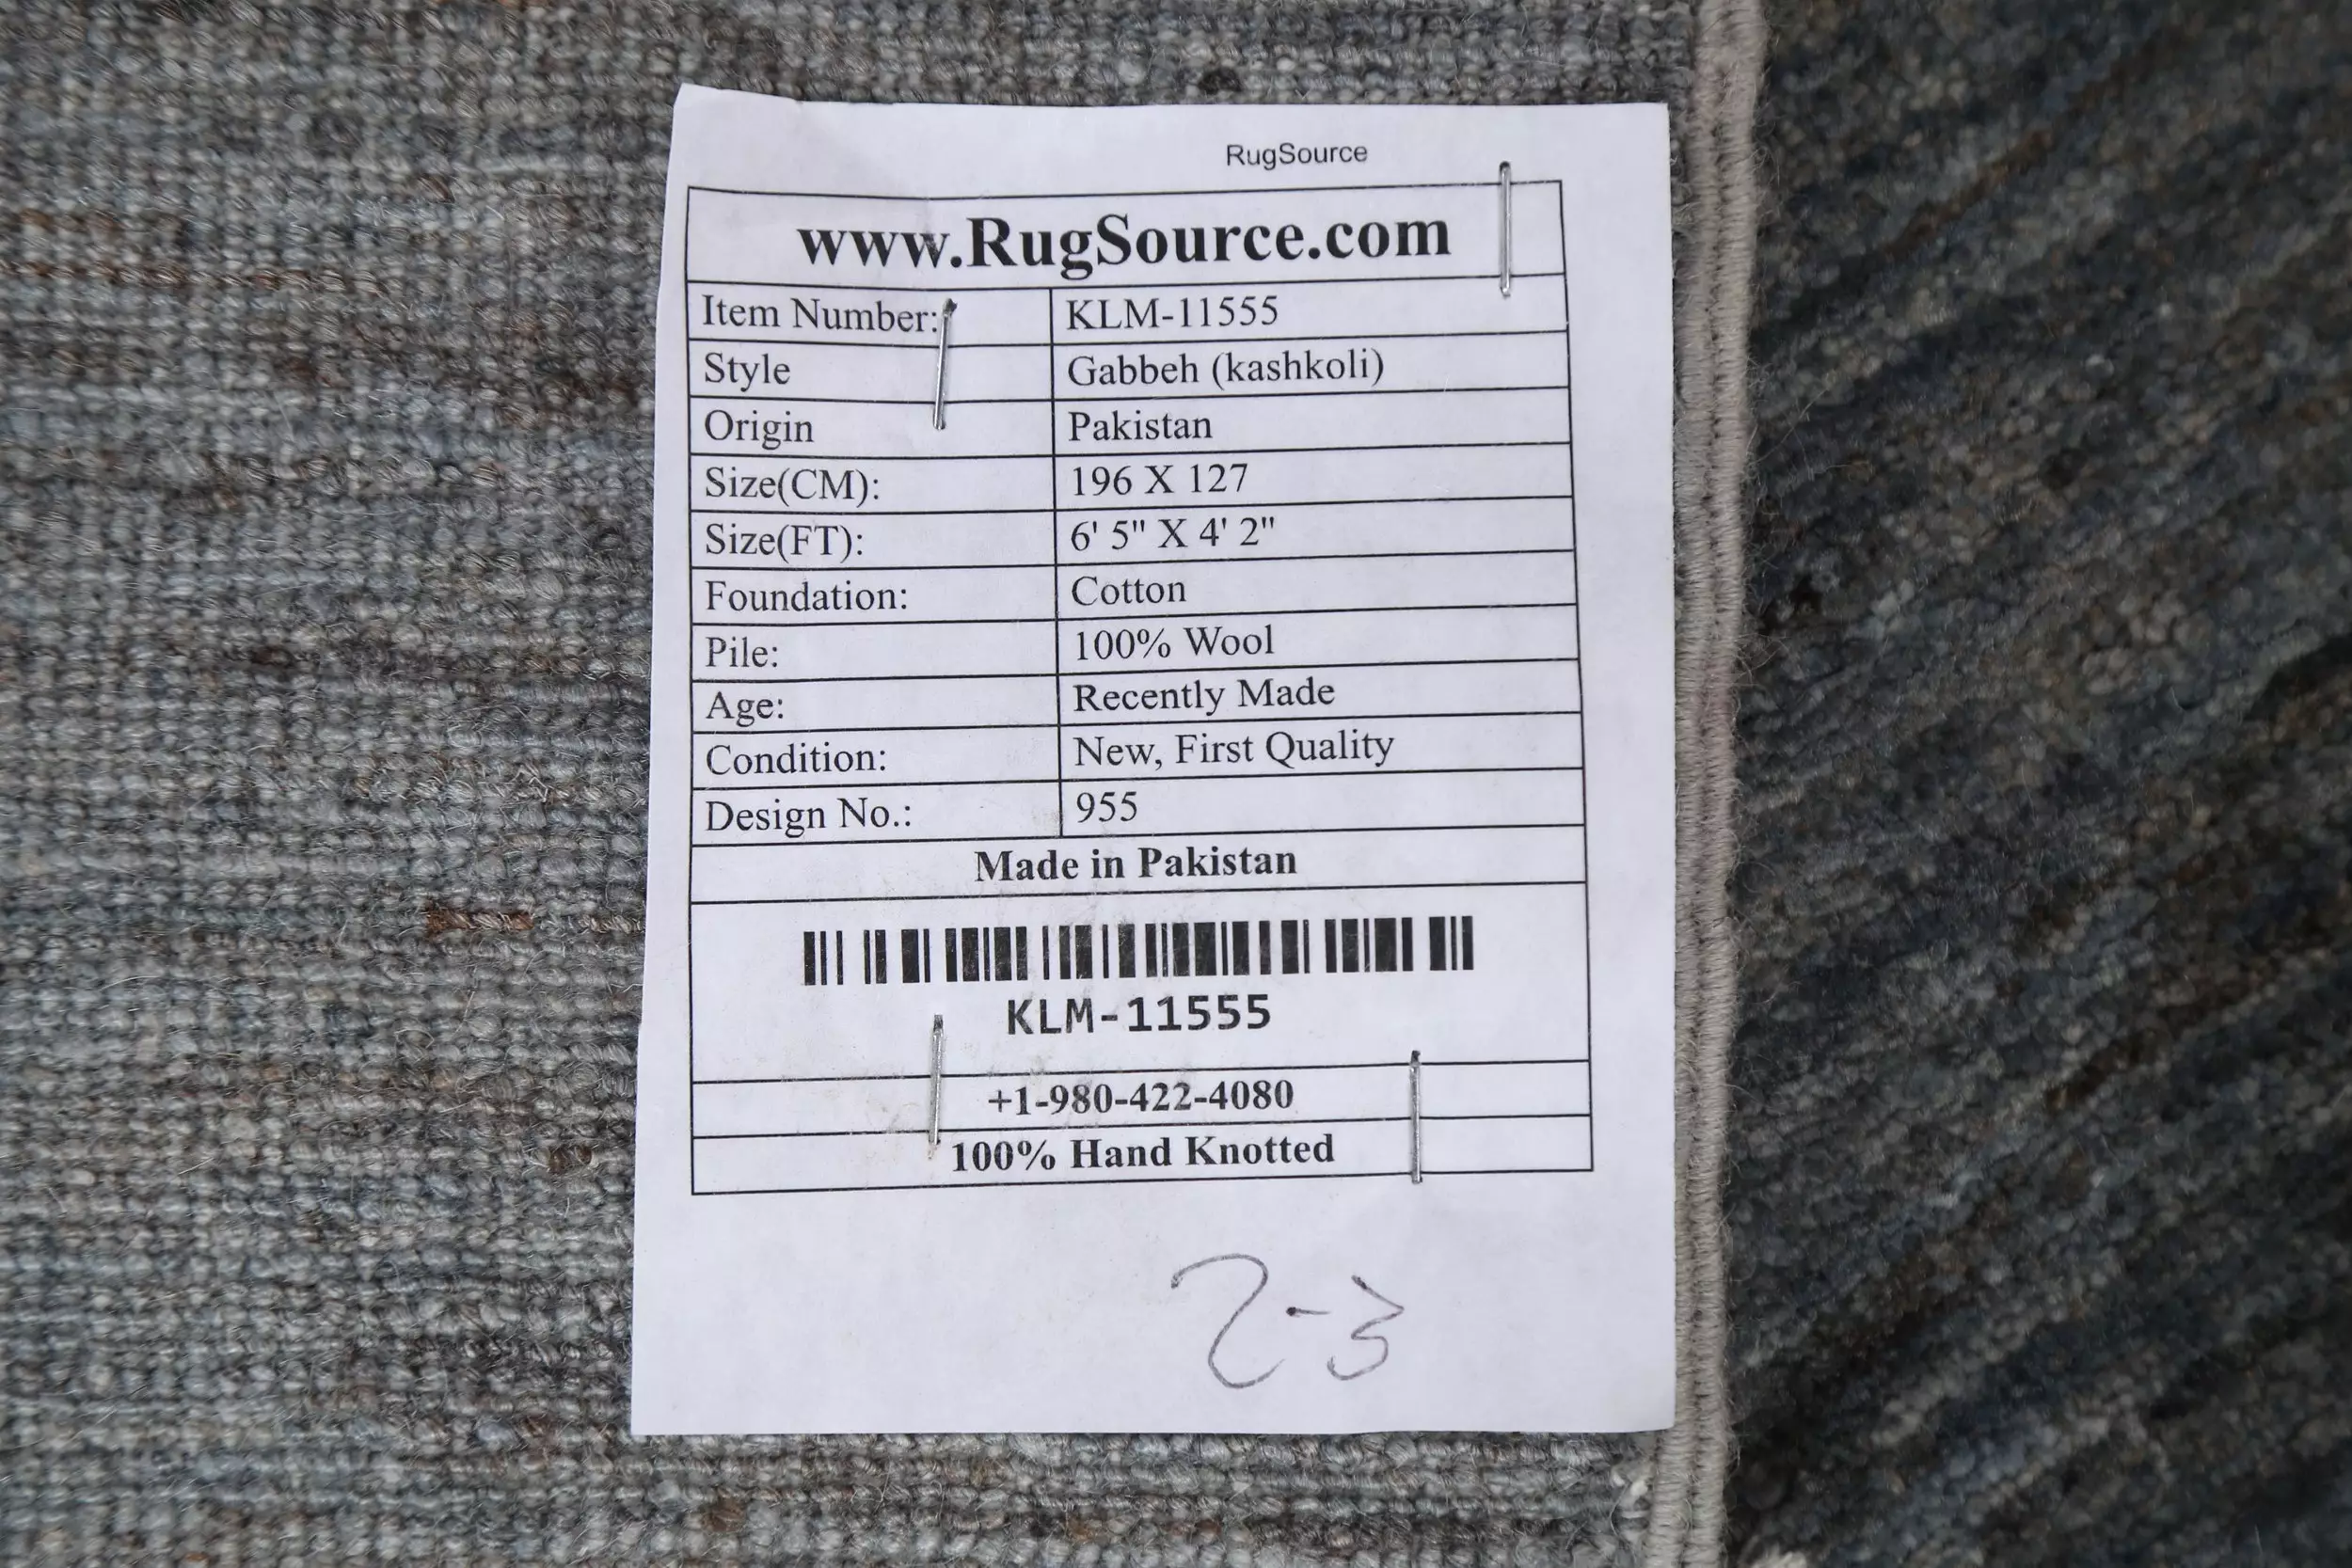 RugSource
www.RugSource.com
Item Number: KLM-11555
Style Gabbeh (kashkoli)
Origin Pakistan
Size(CM): 196 X 127
Size(FT): 6' 5" X 4' 2"
Foundation: Cotton
Pile: 100% Wool
Age: Recently Made
Condition: New, First Quality
Design No.: 955
Made in Pakistan
KLM-11555
+1-980-422-4080
100% Hand Knotted
2-3